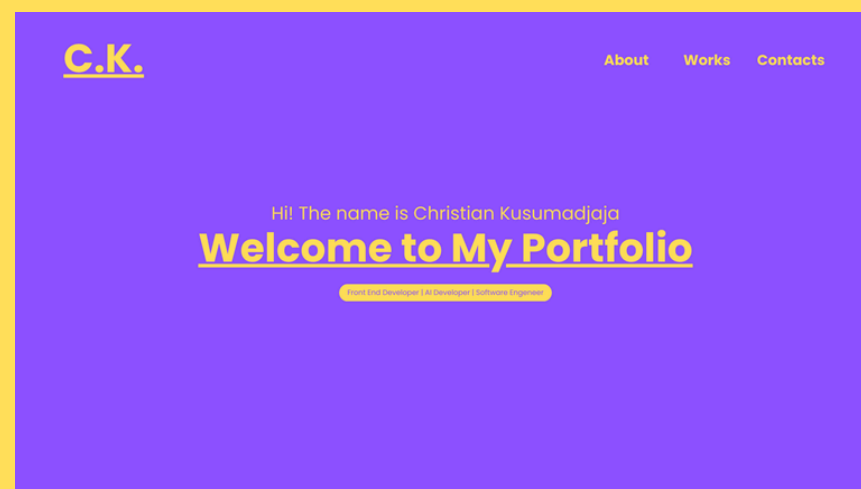 C.K.
About Works Contacts
Hi! The name is Christian Kusumadjaja
Welcome to My Portfolio
Front End Developer | AI Developer | Software Engeneer